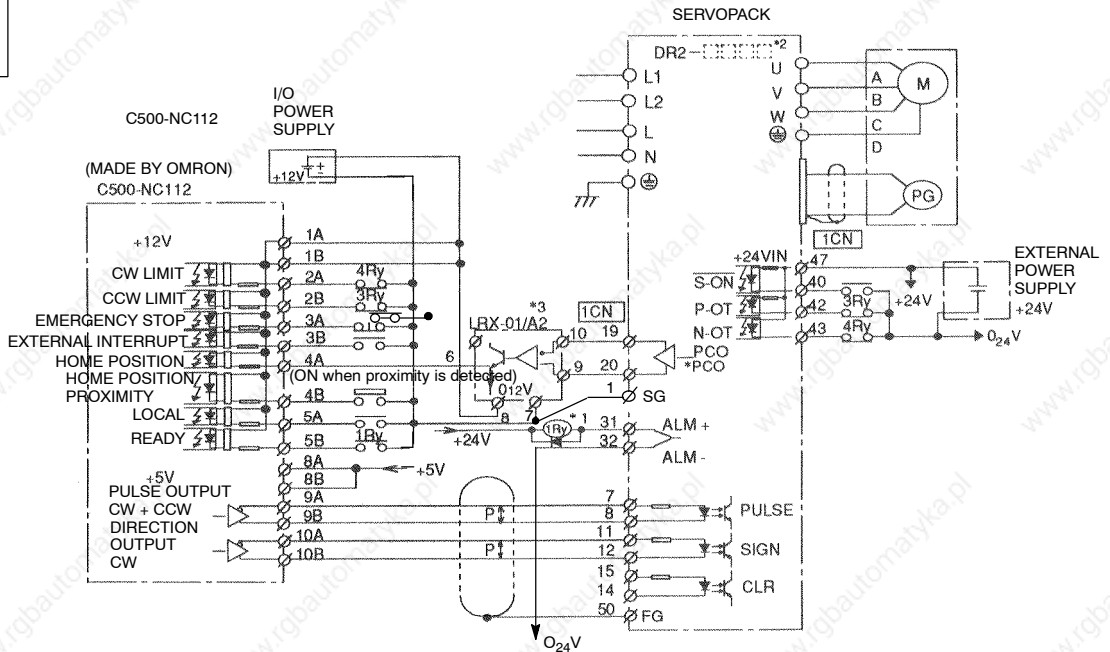 SERVOPACK
DR2
*2
L1
L2
L
N
U
V
W
A
B
C
D
M
PG
1CN
I/O
POWER
SUPPLY
+12V
C500-NC112
(MADE BY OMRON)
C500-NC112
+12V
CW LIMIT
CCW LIMIT
EMERGENCY STOP
EXTERNAL INTERRUPT
HOME POSITION
HOME POSITION/
PROXIMITY
LOCAL
READY
+5V
PULSE OUTPUT
CW + CCW
DIRECTION
OUTPUT
CW
1A
1B
2A
2B
3A
3B
4A
4B
5A
5B
8A
8B
9A
9B
10A
10B
4Ry
3Ry
(ON when proximity is detected)
1Ry
+5V
*3
LRX-01/A2
6
10
9
8
7
0₁₂V
+24V
1Ry
*1
1CN
19
20
1
31
32
PCO
*PCO
SG
ALM +
ALM -
P
P
7
8
11
12
15
14
50
PULSE
SIGN
CLR
FG
O₂₄V
+24VIN
S-ON
P-OT
N-OT
47
40
42
43
3Ry
4Ry
+24V
0₂₄V
EXTERNAL
POWER
SUPPLY
+24V
www.rgbautomatyka.pl